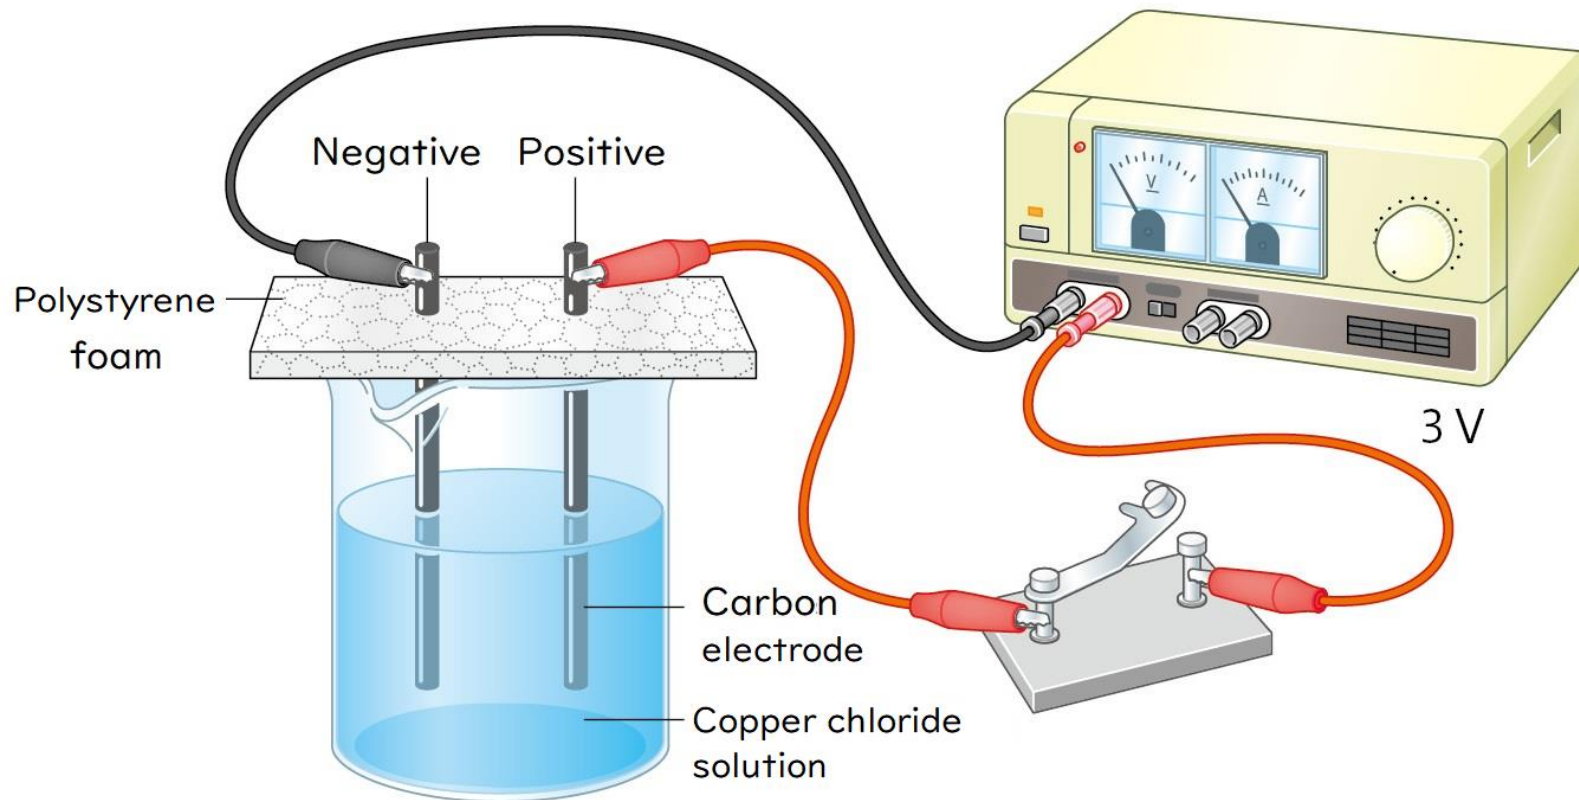 Negative
Positive
Polystyrene
foam
V
A
3 V
Carbon
electrode
Copper chloride
solution